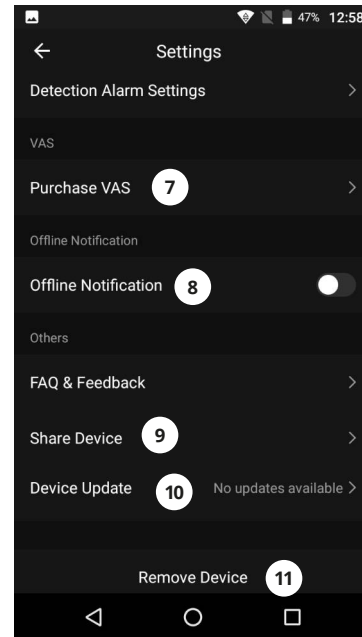 47% 12:58
Settings
Detection Alarm Settings
VAS
Purchase VAS 7
Offline Notification
Offline Notification 8
Others
FAQ & Feedback
Share Device 9
Device Update 10 No updates available
Remove Device 11